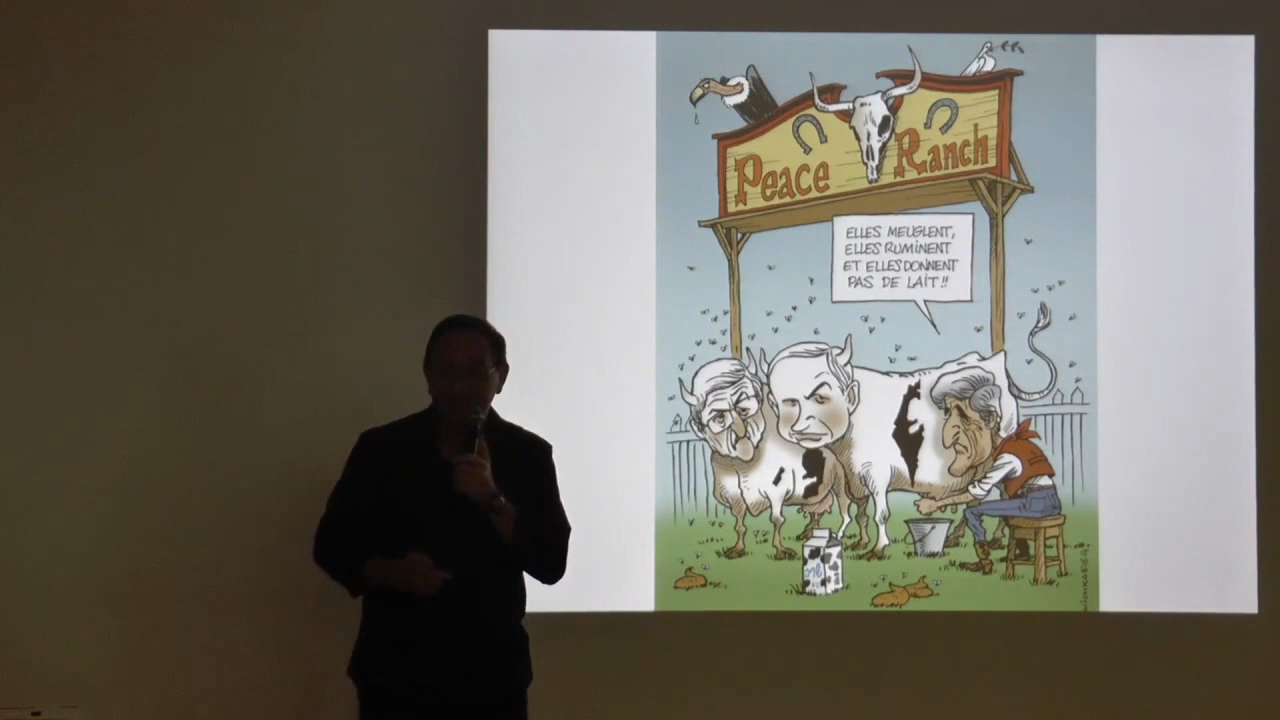 Peace Ranch
ELLES MEUGLENT,
ELLES RUMINENT
ET ELLES DONNENT
PAS DE LAIT!!